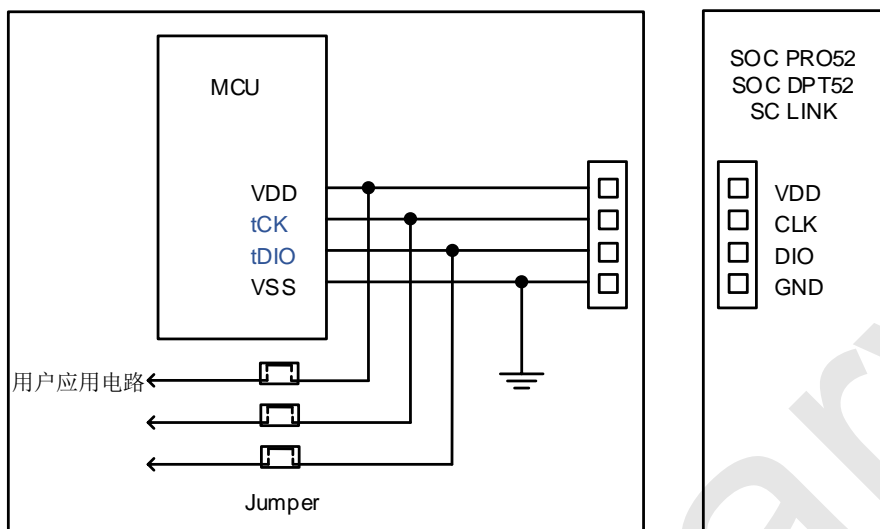 MCU
VDD
tCK
tDIO
VSS
用户应用电路
Jumper
SOC PRO52
SOC DPT52
SC LINK
VDD
CLK
DIO
GND